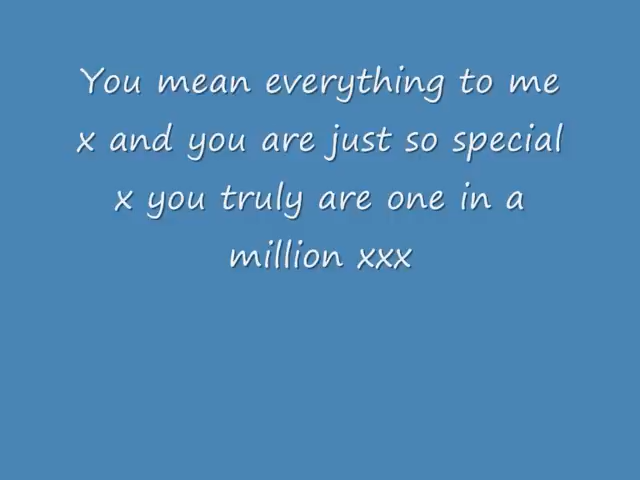 You mean everything to me
x and you are just so special
x you truly are one in a
million xxx